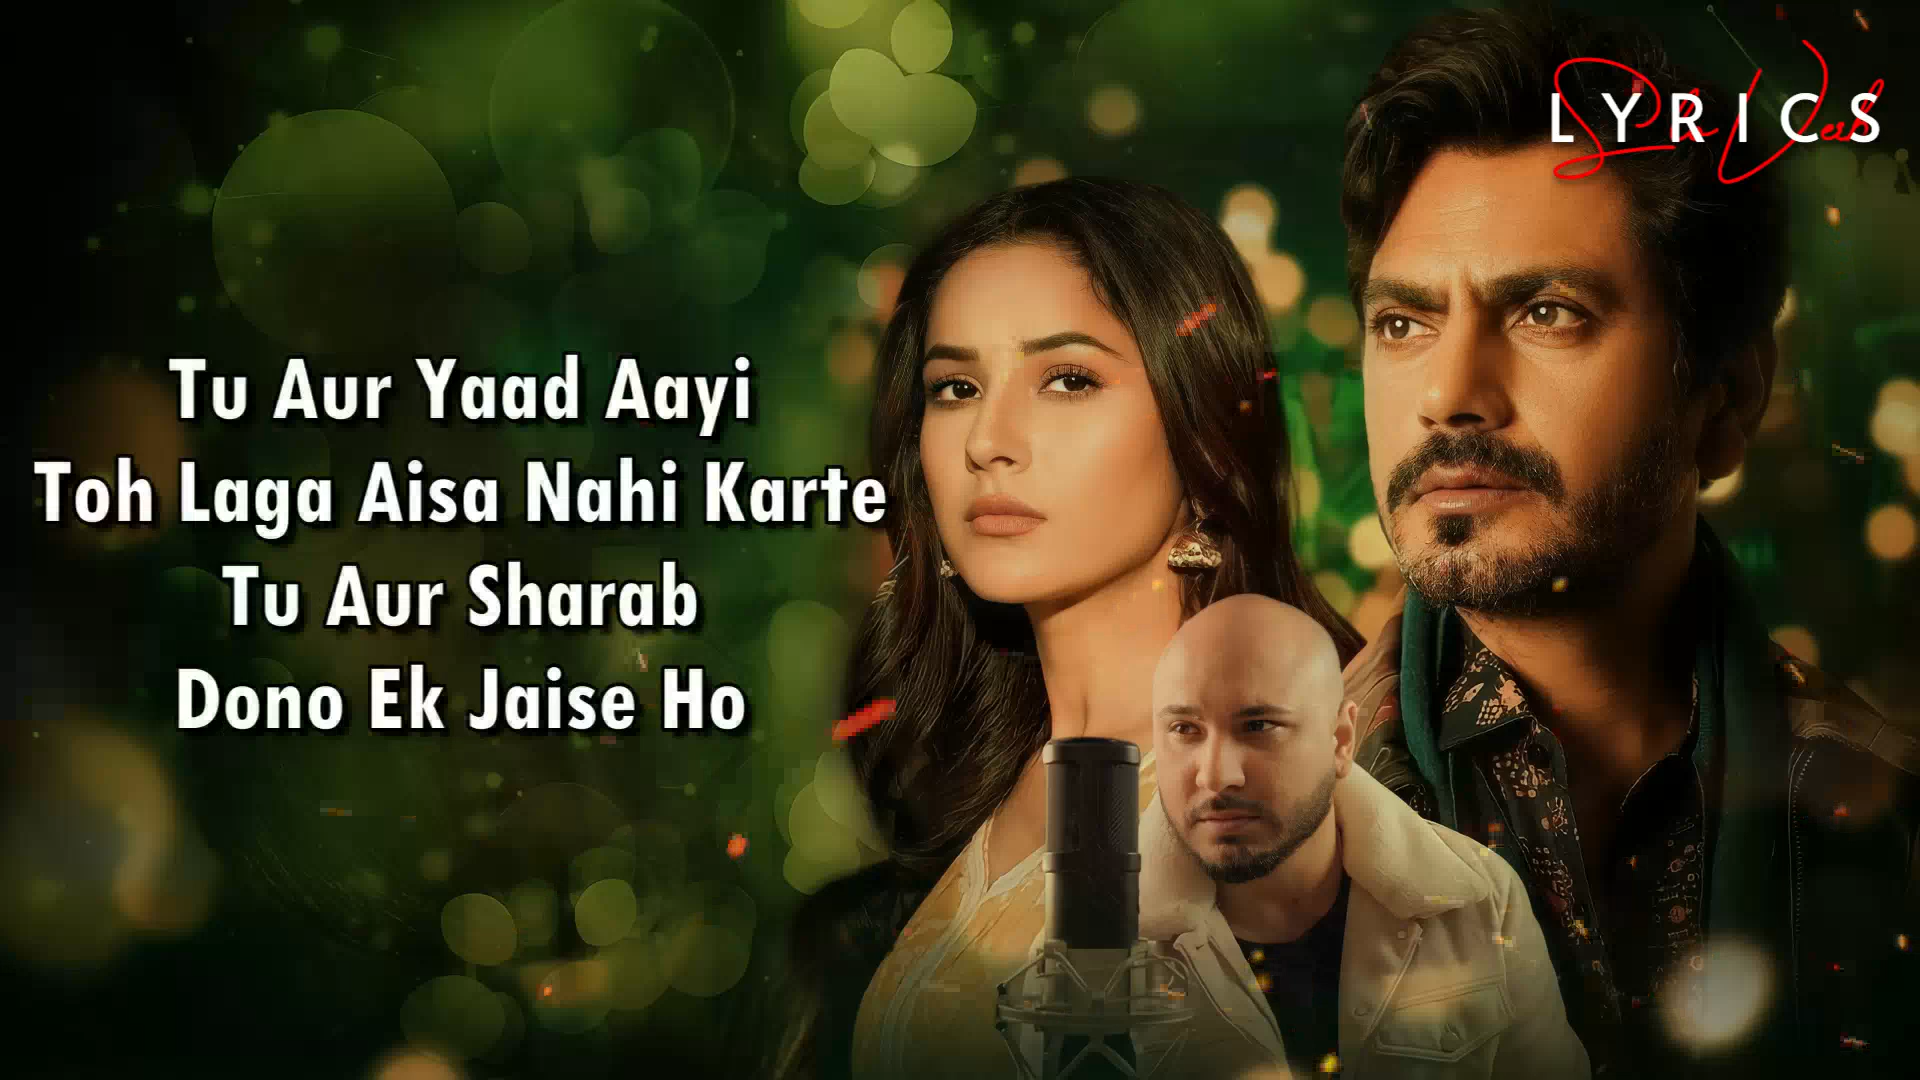 LYRICS
Tu Aur Yaad Aayi
Toh Laga Aisa Nahi Karte
Tu Aur Sharab
Dono Ek Jaise Ho